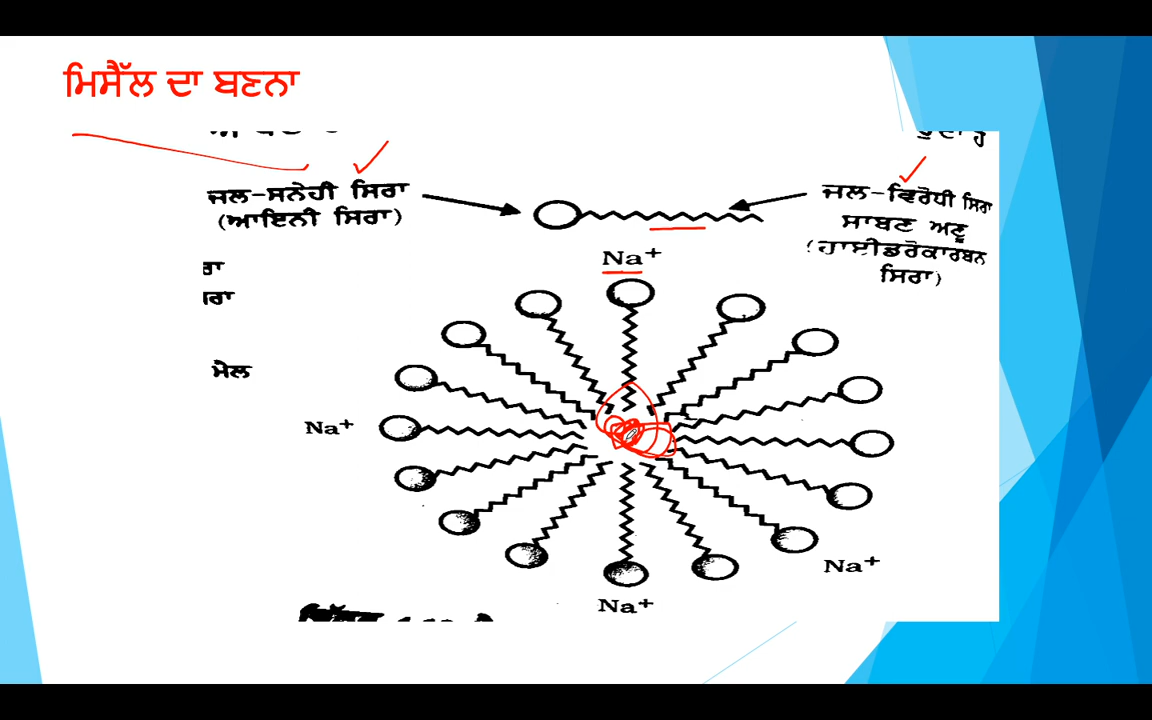 ਮਿਸੈੱਲ ਦਾ ਬਣਨਾ
ਜਲ-ਸਨੇਹੀ ਸਿਰਾ
(ਆਇਨੀ ਸਿਰਾ)
ਜਲ-ਵਿਰੋਧੀ ਸਿਰਾ
ਸਾਬਣ ਅਣੂ
(ਹਾਈਡਰੋਕਾਰਬਨ
ਸਿਰਾ)
Na⁺
ਮੇਲ
Na⁺
Na⁺
Na⁺